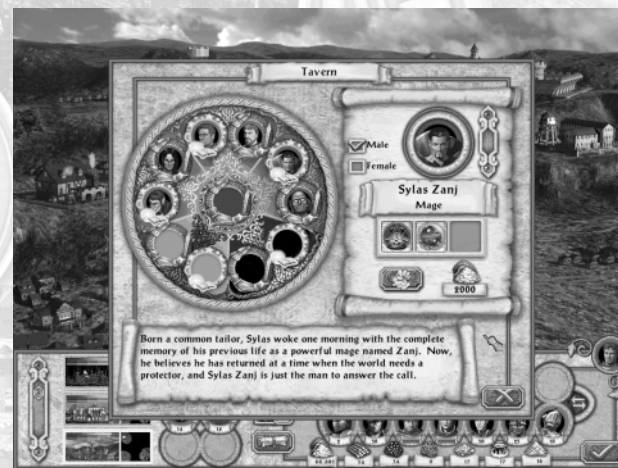 Tavern
Male
Female
Sylas Zanj
Mage
2000
Born a common tailor, Sylas woke one morning with the complete
memory of his previous life as a powerful mage named Zanj. Now,
he believes he has returned at a time when the world needs a
protector, and Sylas Zanj is just the man to answer the call.